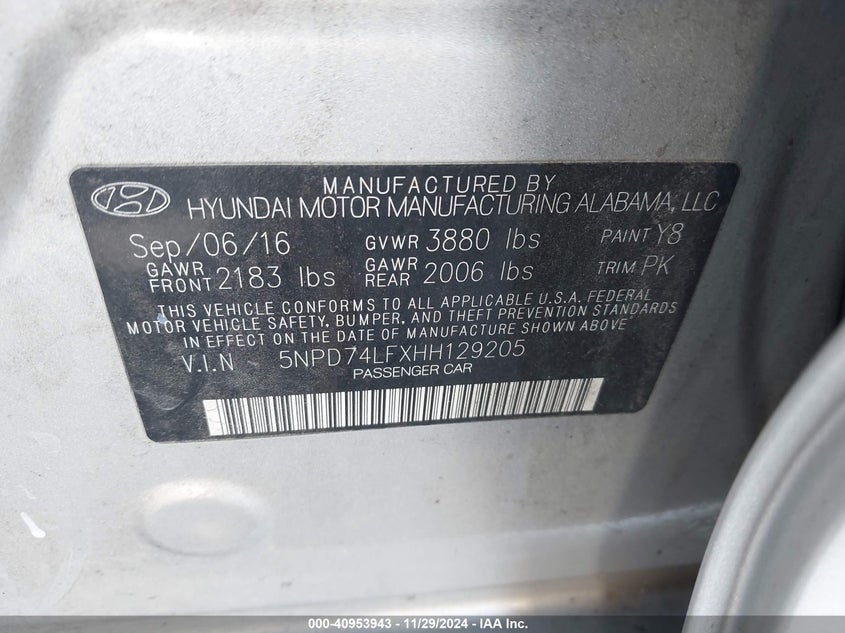 MANUFACTURED BY
HYUNDAI MOTOR MANUFACTURING ALABAMA, LLC
Sep/06/16 GVWR 3880 lbs PAINT Y8
GAWR FRONT 2183 lbs GAWR REAR 2006 lbs TRIM PK
THIS VEHICLE CONFORMS TO ALL APPLICABLE U.S.A. FEDERAL
MOTOR VEHICLE SAFETY, BUMPER, AND THEFT PREVENTION STANDARDS
IN EFFECT ON THE DATE OF MANUFACTURE SHOWN ABOVE
V.I.N 5NPD74LFXHH129205
PASSENGER CAR
000-40953943 | 11/29/2024 | © IAA, Inc.